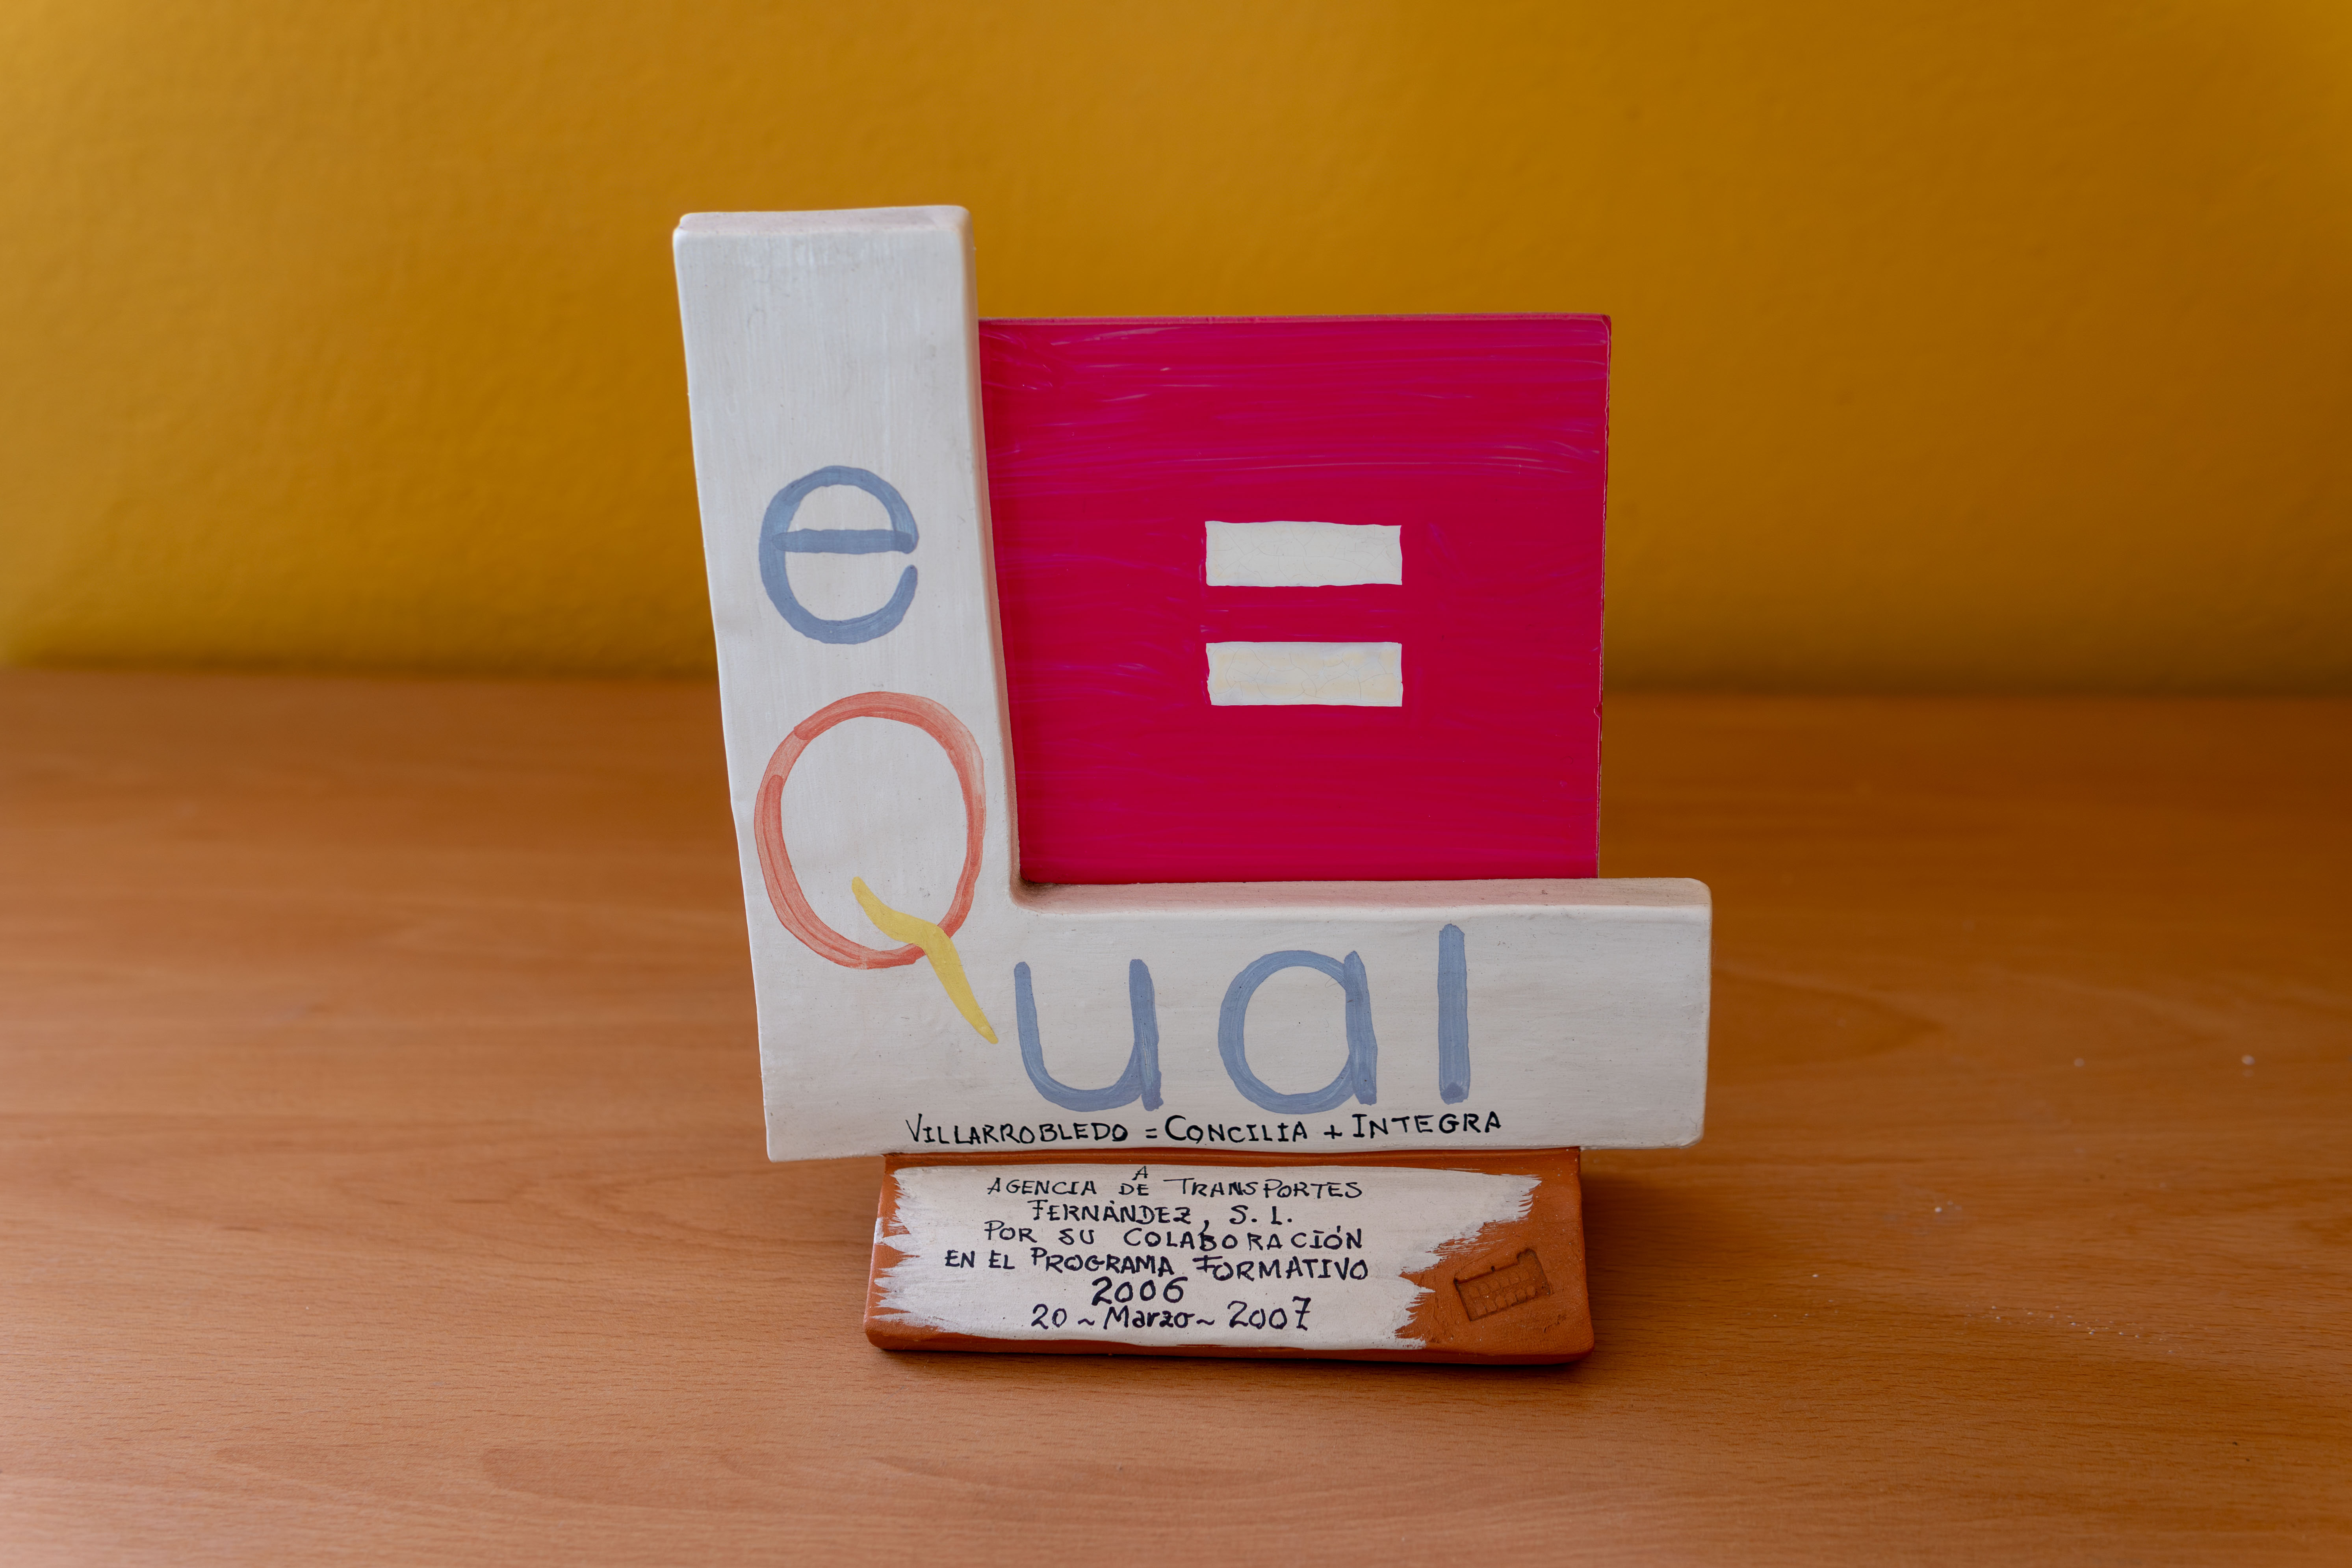 eQual
=
VILLARROBLEDO = CONCILIA + INTEGRA
A
AGENCIA DE TRANSPORTES
FERNÁNDEZ, S. L.
POR SU COLABORACIÓN
EN EL PROGRAMA FORMATIVO
2006
20 ~ Marzo ~ 2007